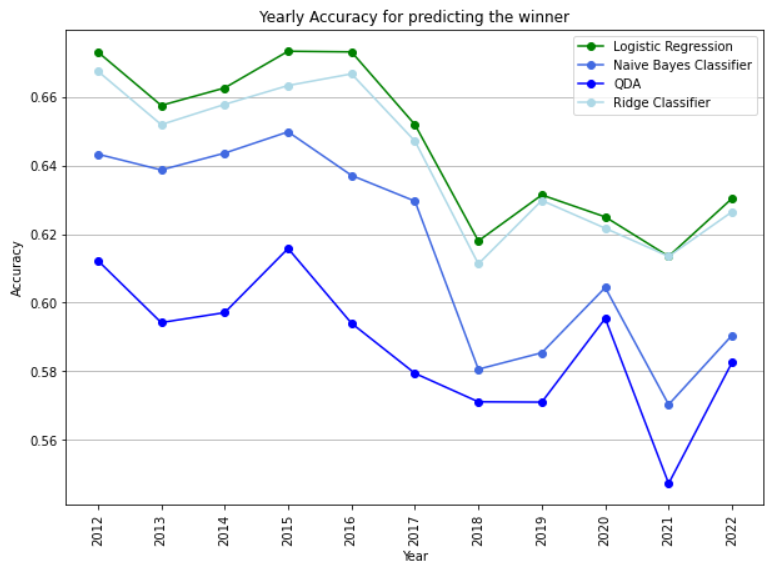 Yearly Accuracy for predicting the winner
Logistic Regression
Naive Bayes Classifier
QDA
Ridge Classifier
0.66
0.64
0.62
0.60
0.58
0.56
Accuracy
2012
2013
2014
2015
2016
2017
2018
2019
2020
2021
2022
Year